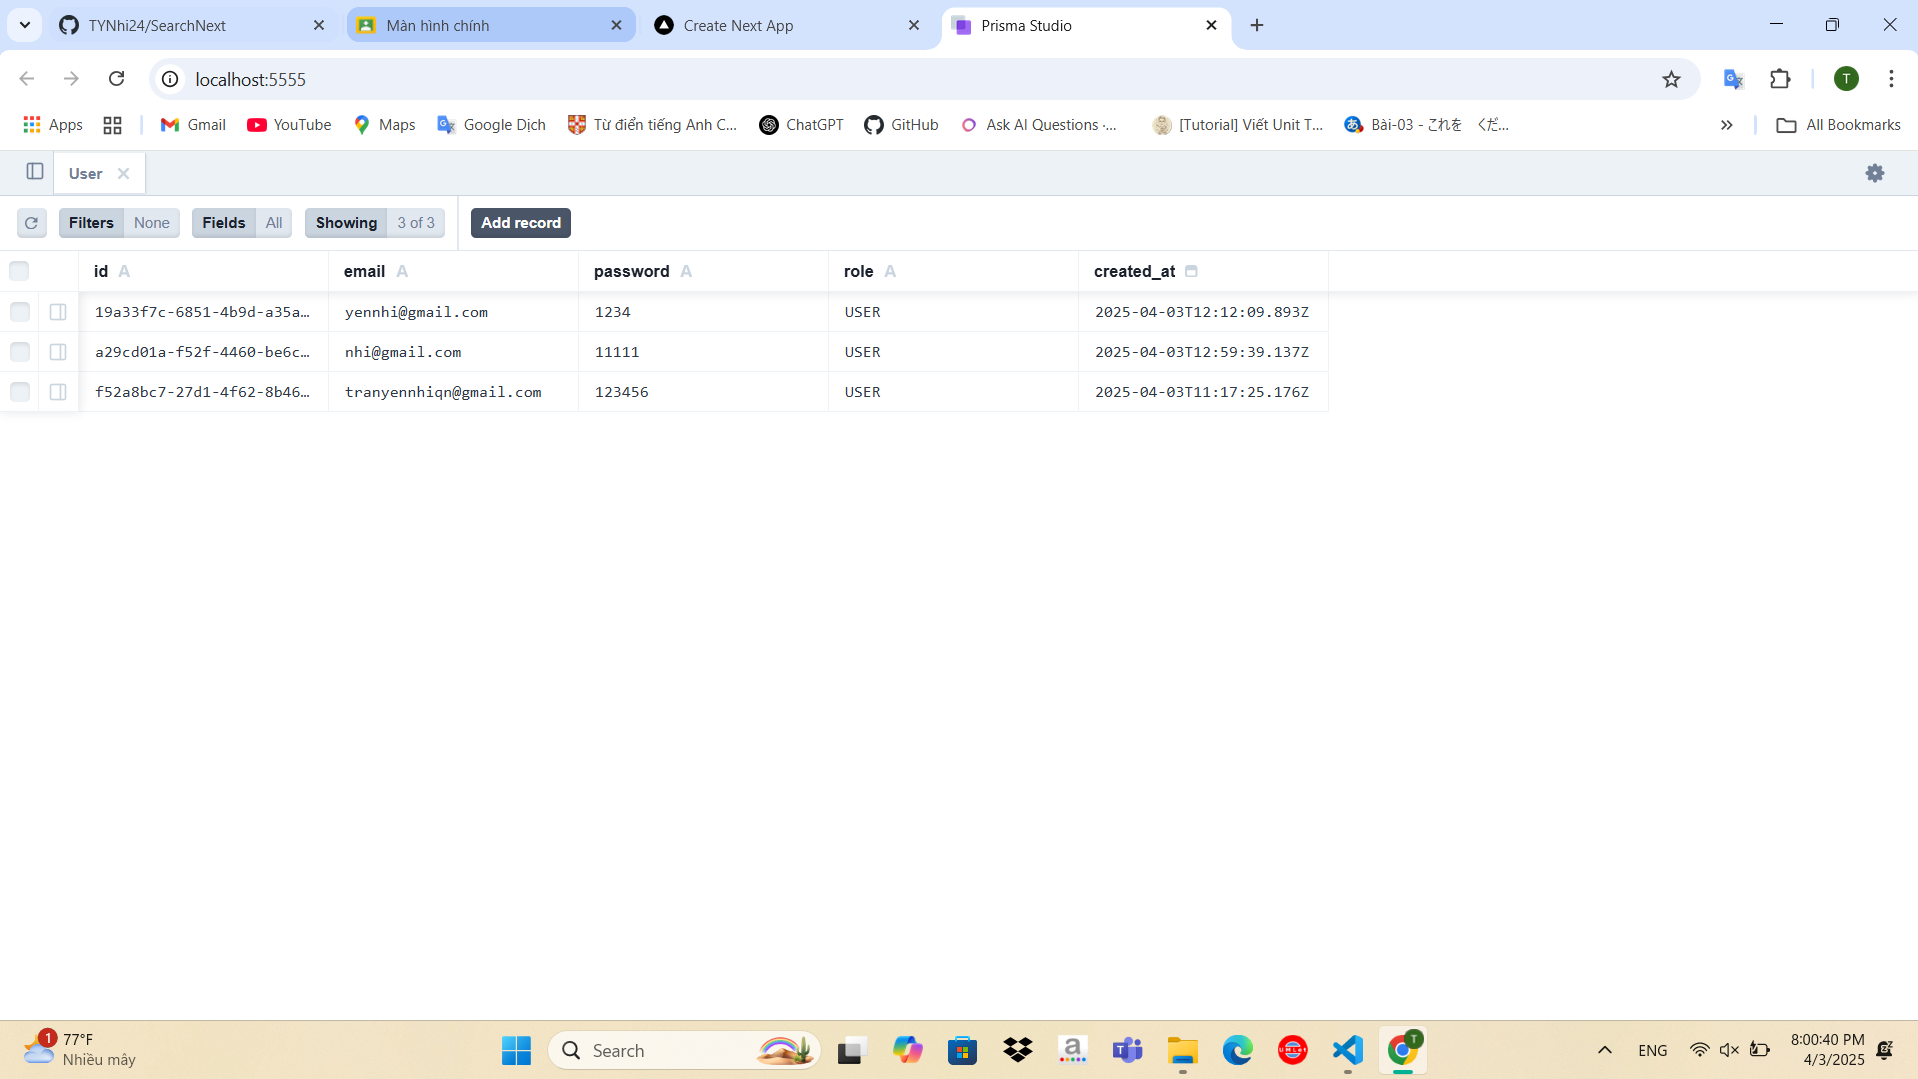 TYNhi24/SearchNext
Màn hình chính
Create Next App
Prisma Studio
localhost:5555
T
Apps
Gmail
YouTube
Maps
Google Dịch
Từ điển tiếng Anh C...
ChatGPT
GitHub
Ask AI Questions ·...
[Tutorial] Viết Unit T...
Bài-03 - これを くだ...
All Bookmarks
User
Filters None
Fields All
Showing 3 of 3
Add record
id A email A password A role A created_at
19a33f7c-6851-4b9d-a35a… yennhi@gmail.com 1234 USER 2025-04-03T12:12:09.893Z
a29cd01a-f52f-4460-be6c… nhi@gmail.com 11111 USER 2025-04-03T12:59:39.137Z
f52a8bc7-27d1-4f62-8b46… tranyennhiqn@gmail.com 123456 USER 2025-04-03T11:17:25.176Z
1
77°F
Nhiều mây
Search
T
ENG
8:00:40 PM
4/3/2025